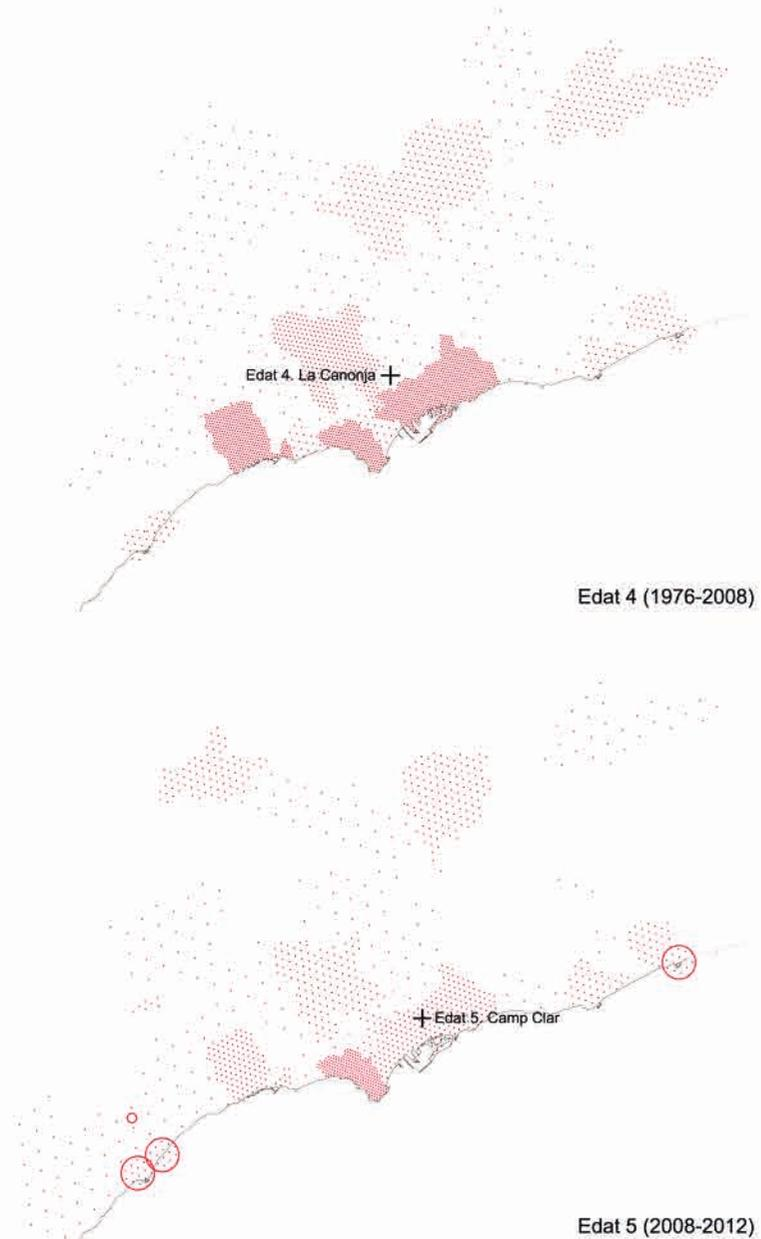 Edat 4. La Canonja
Edat 4 (1976-2008)
Edat 5. Camp Clar
Edat 5 (2008-2012)